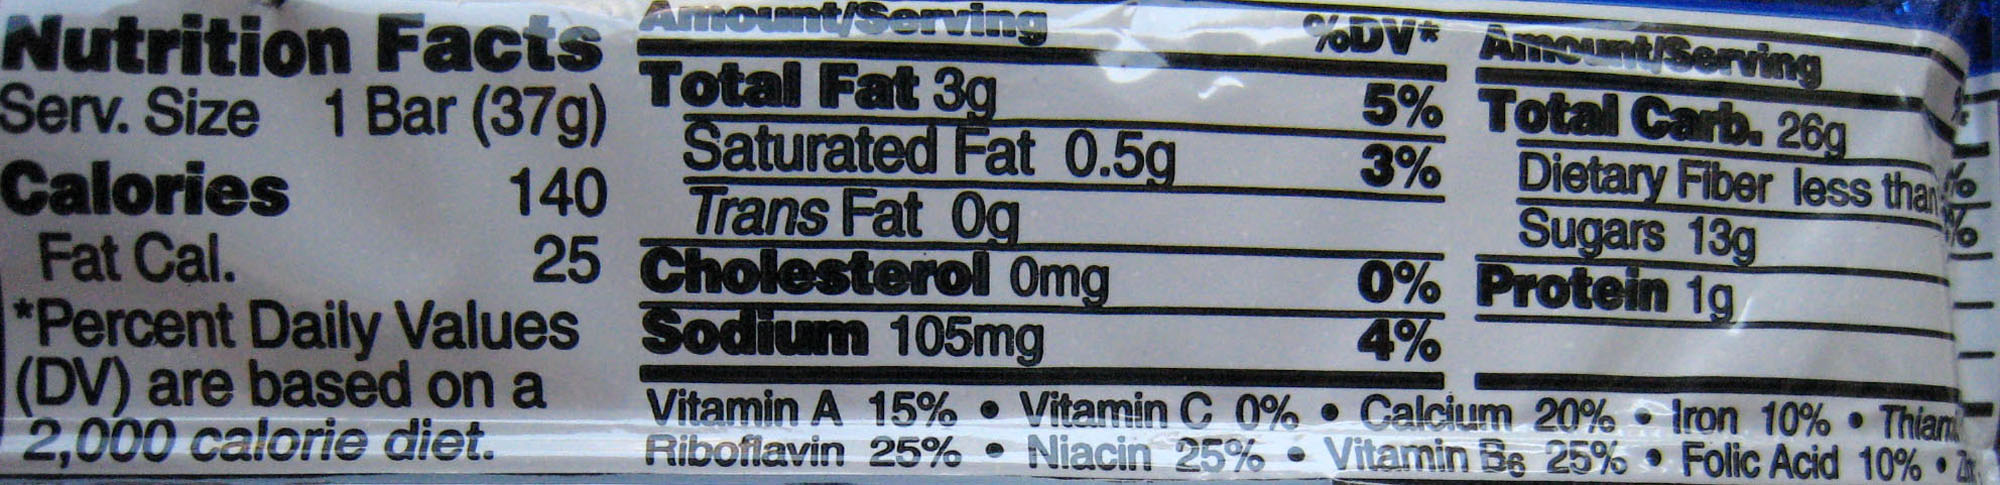 Nutrition Facts
Serv. Size 1 Bar (37g)
Calories 140
Fat Cal. 25
*Percent Daily Values
(DV) are based on a
2,000 calorie diet.
Amount/Serving %DV*
Total Fat 3g 5%
Saturated Fat 0.5g 3%
Trans Fat 0g
Cholesterol 0mg 0%
Sodium 105mg 4%
Amount/Serving
Total Carb. 26g
Dietary Fiber less than
Sugars 13g
Protein 1g
Vitamin A 15% • Vitamin C 0% • Calcium 20% • Iron 10% •
Riboflavin 25% • Niacin 25% • Vitamin B6 25% • Folic Acid 10% •